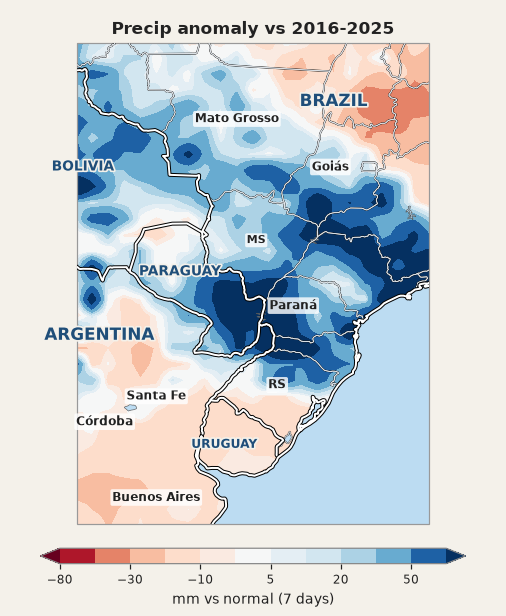 Precip anomaly vs 2016-2025
BRAZIL
Mato Grosso
BOLIVIA
Goiás
MS
PARAGUAY
Paraná
ARGENTINA
RS
Santa Fe
Córdoba
URUGUAY
Buenos Aires
−80 −30 −10 5 20 50
mm vs normal (7 days)